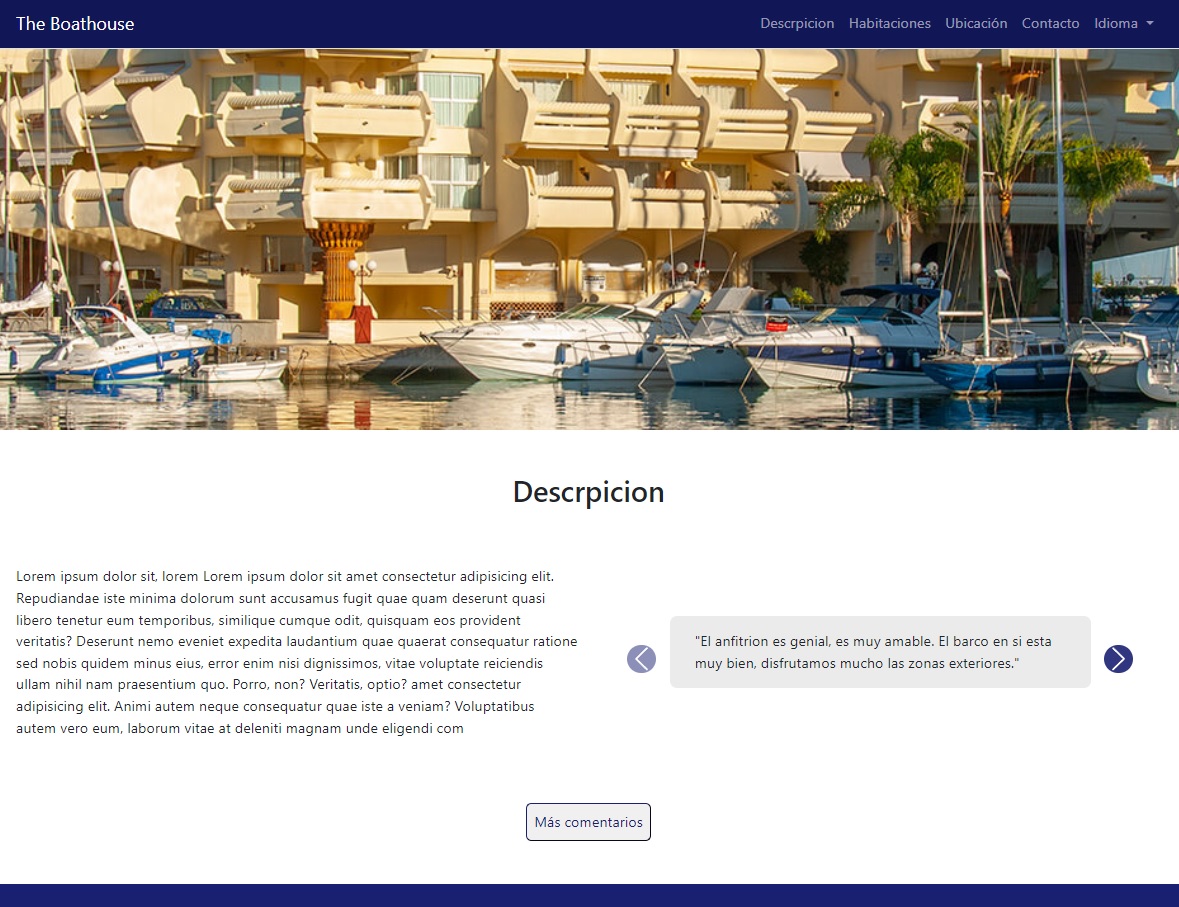 The Boathouse
Descrpicion Habitaciones Ubicación Contacto Idioma
Descrpicion
Lorem ipsum dolor sit, lorem Lorem ipsum dolor sit amet consectetur adipisicing elit.
Repudiandae iste minima dolorum sunt accusamus fugit quae quam deserunt quasi
libero tenetur eum temporibus, similique cumque odit, quisquam eos provident
veritatis? Deserunt nemo eveniet expedita laudantium quae quaerat consequatur ratione
sed nobis quidem minus eius, error enim nisi dignissimos, vitae voluptate reiciendis
ullam nihil nam praesentium quo. Porro, non? Veritatis, optio? amet consectetur
adipisicing elit. Animi autem neque consequatur quae iste a veniam? Voluptatibus
autem vero eum, laborum vitae at deleniti magnam unde eligendi com
"El anfitrion es genial, es muy amable. El barco en si esta
muy bien, disfrutamos mucho las zonas exteriores."
Más comentarios